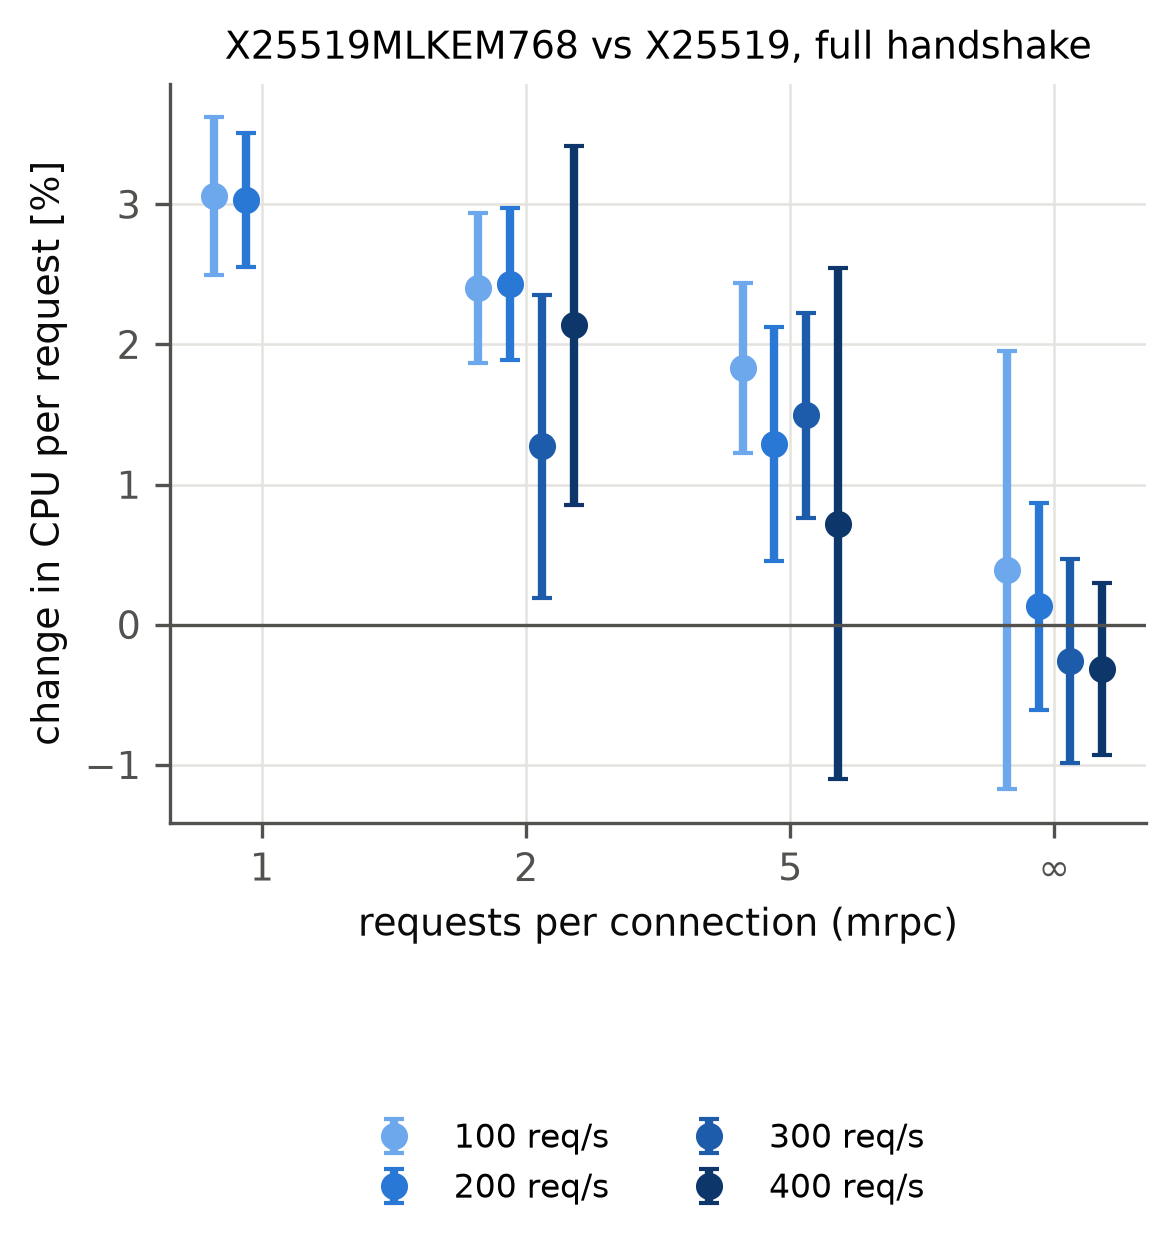 X25519MLKEM768 vs X25519, full handshake
change in CPU per request [%]
3
2
1
0
−1
1 2 5 ∞
requests per connection (mrpc)
100 req/s 300 req/s
200 req/s 400 req/s